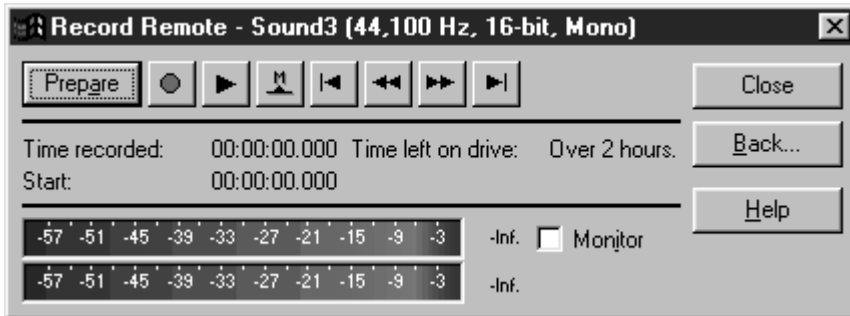 Record Remote - Sound3 (44,100 Hz, 16-bit, Mono)
Prepare M Close
Time recorded: 00:00:00.000 Time left on drive: Over 2 hours. Back...
Start: 00:00:00.000
Help
-57 -51 -45 -39 -33 -27 -21 -15 -9 -3 -Inf. Monitor
-57 -51 -45 -39 -33 -27 -21 -15 -9 -3 -Inf.